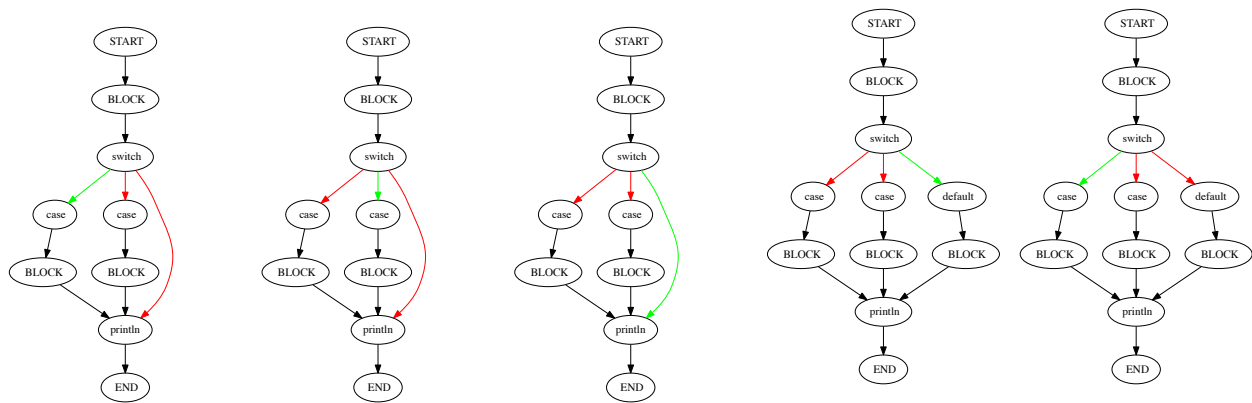 START
BLOCK
switch
case case
BLOCK BLOCK
println
END
START
BLOCK
switch
case case
BLOCK BLOCK
println
END
START
BLOCK
switch
case case
BLOCK BLOCK
println
END
START
BLOCK
switch
case case default
BLOCK BLOCK BLOCK
println
END
START
BLOCK
switch
case case default
BLOCK BLOCK BLOCK
println
END